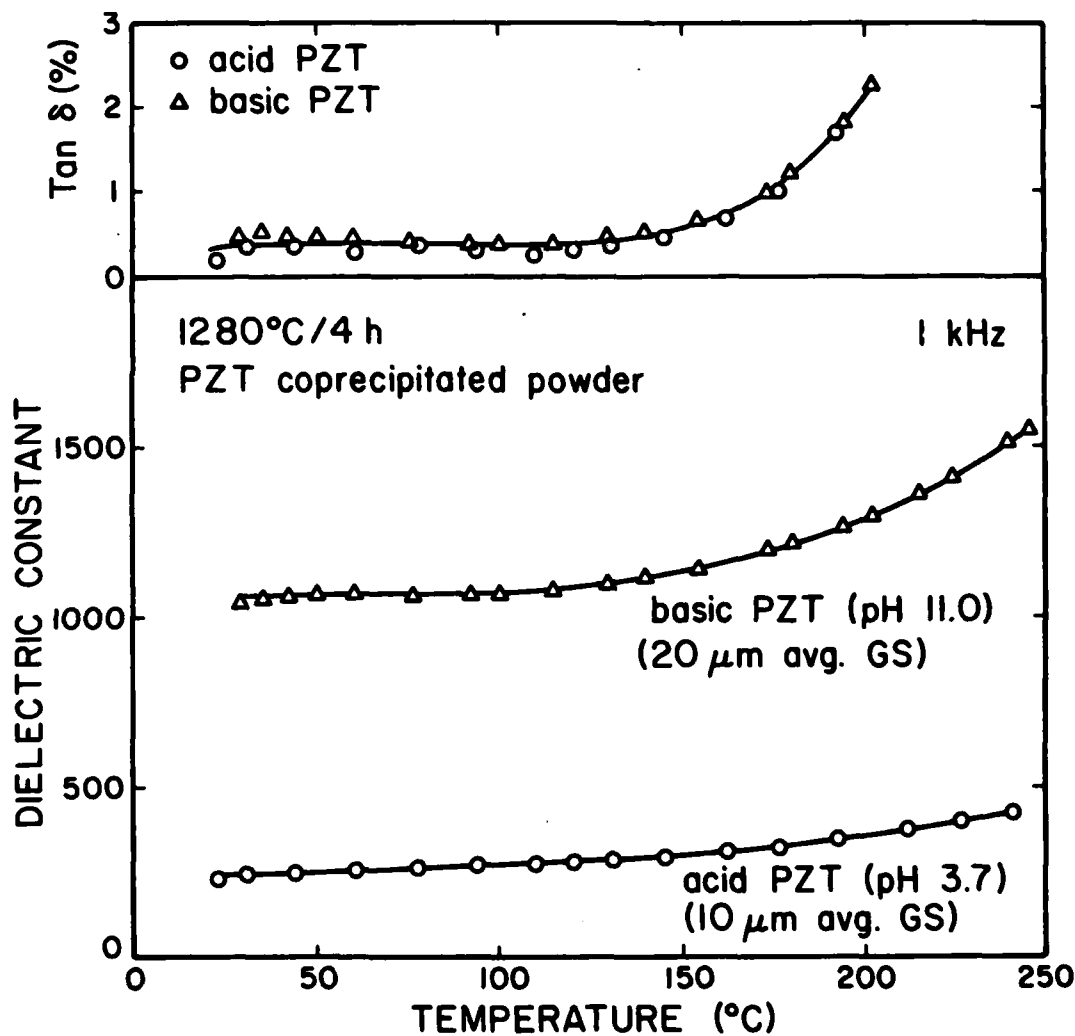 3
2
1
0
Tan δ (%)
o acid PZT
△ basic PZT
1280°C/4 h
1 kHz
PZT coprecipitated powder
DIELECTRIC CONSTANT
1500
1000
500
0
basic PZT (pH 11.0)
(20 μm avg. GS)
acid PZT (pH 3.7)
(10 μm avg. GS)
0 50 100 150 200 250
TEMPERATURE (°C)